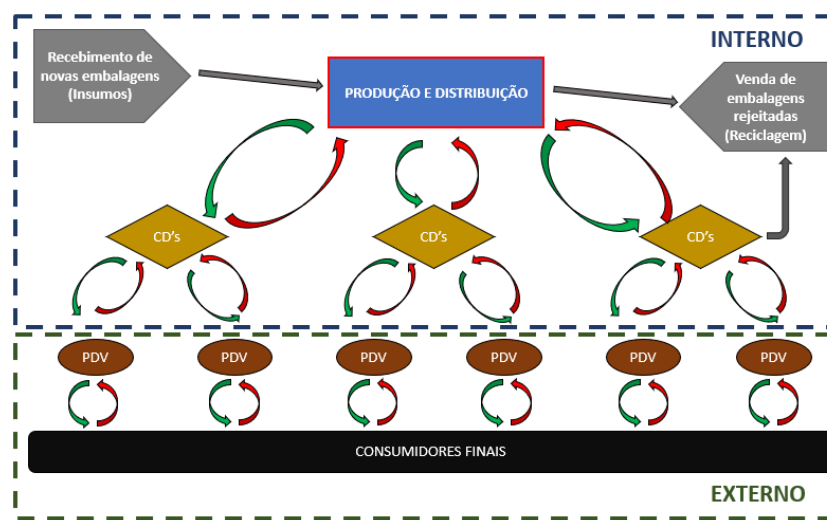 INTERNO
Recebimento de
novas embalagens
(Insumos)
PRODUÇÃO E DISTRIBUIÇÃO
Venda de
embalagens
rejeitadas
(Reciclagem)
CD's
CD's
CD's
PDV
PDV
PDV
PDV
PDV
PDV
CONSUMIDORES FINAIS
EXTERNO